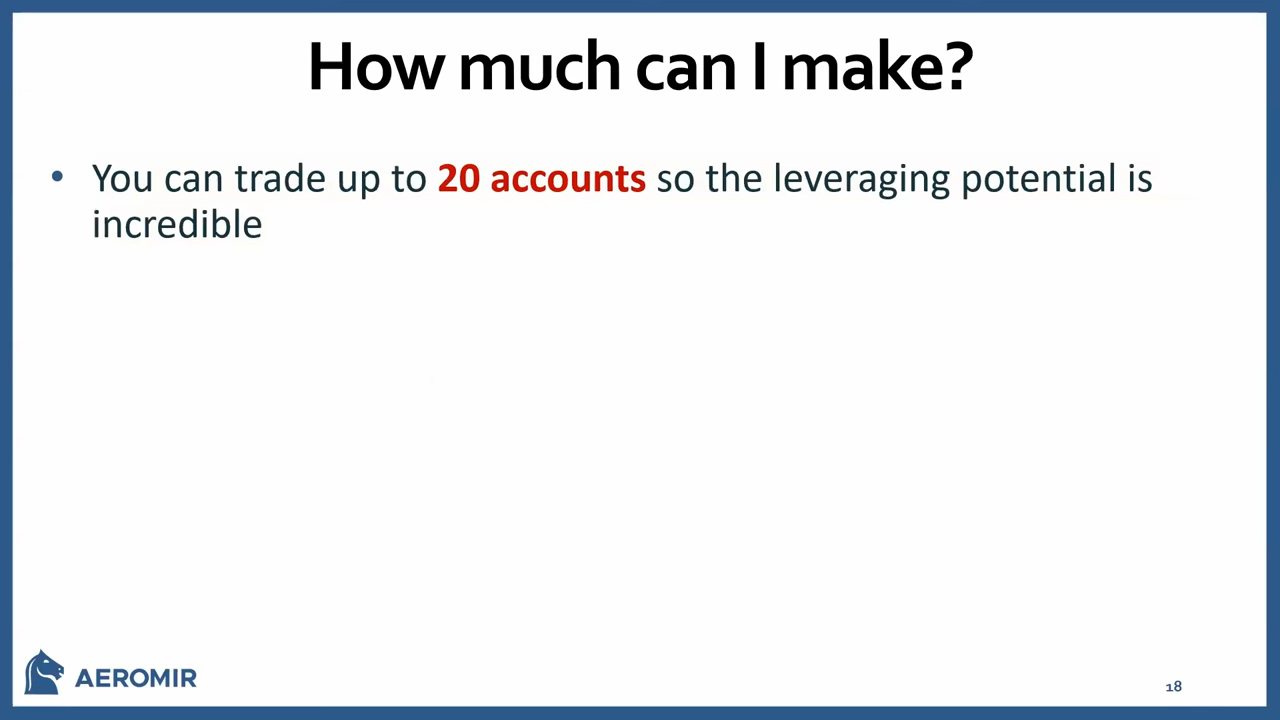 How much can I make?
• You can trade up to 20 accounts so the leveraging potential is
incredible
AEROMIR
18